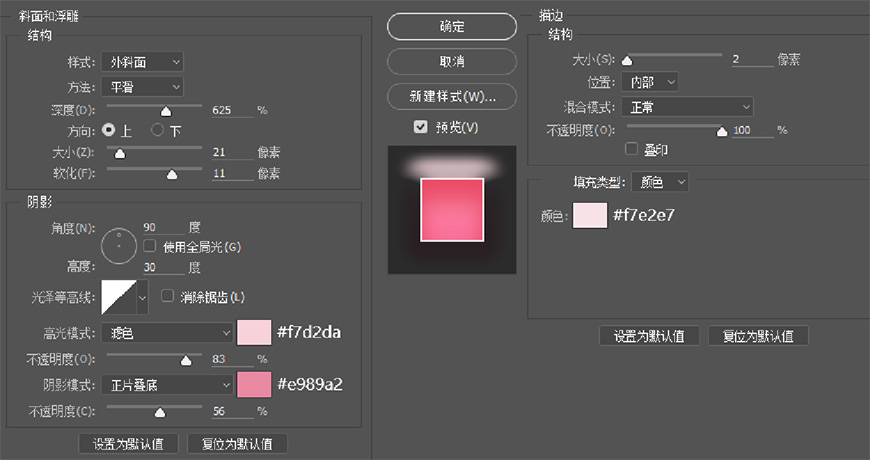 斜面和浮雕
结构
样式: 外斜面
方法: 平滑
深度(D): 625 %
方向: 上 下
大小(Z): 21 像素
软化(F): 11 像素
阴影
角度(N): 90 度
使用全局光(G)
高度: 30 度
光泽等高线: 消除锯齿(L)
高光模式: 滤色 #f7d2da
不透明度(O): 83 %
阴影模式: 正片叠底 #e989a2
不透明度(C): 56 %
设置为默认值 复位为默认值
确定
取消
新建样式(W)...
预览(V)
描边
结构
大小(S): 2 像素
位置: 内部
混合模式: 正常
不透明度(O): 100 %
叠印
填充类型: 颜色
颜色: #f7e2e7
设置为默认值 复位为默认值